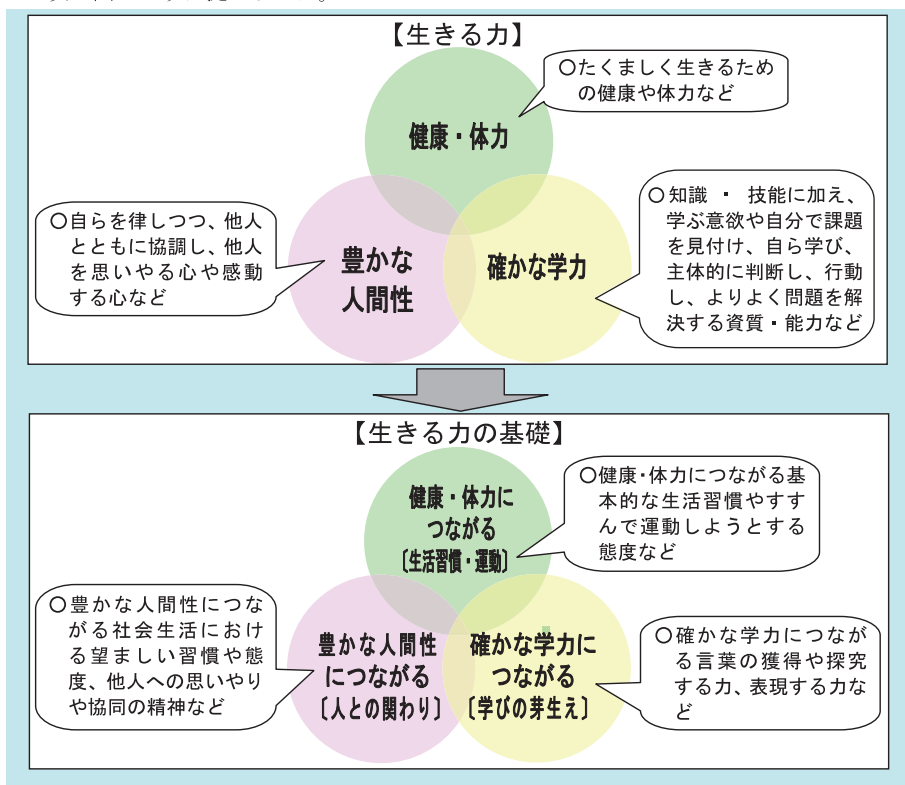 【生きる力】
〇たくましく生きるため
の健康や体力など
健康・体力
〇自らを律しつつ、他人
とともに協調し、他人
を思いやる心や感動
する心など
豊かな
人間性
確かな学力
〇知識・技能に加え、
学ぶ意欲や自分で課題
を見付け、自ら学び、
主体的に判断し、行動
し、よりよく問題を解
決する資質・能力など
【生きる力の基礎】
健康・体力に
つながる
〔生活習慣・運動〕
〇健康・体力につながる基
本的な生活習慣やすす
んで運動しようとする
態度など
〇豊かな人間性につな
がる社会生活におけ
る望ましい習慣や態
度、他人への思いやり
や協同の精神など
豊かな人間性
につながる
〔人との関わり〕
確かな学力に
つながる
〔学びの芽生え〕
〇確かな学力につなが
る言葉の獲得や探究
する力、表現する力な
ど